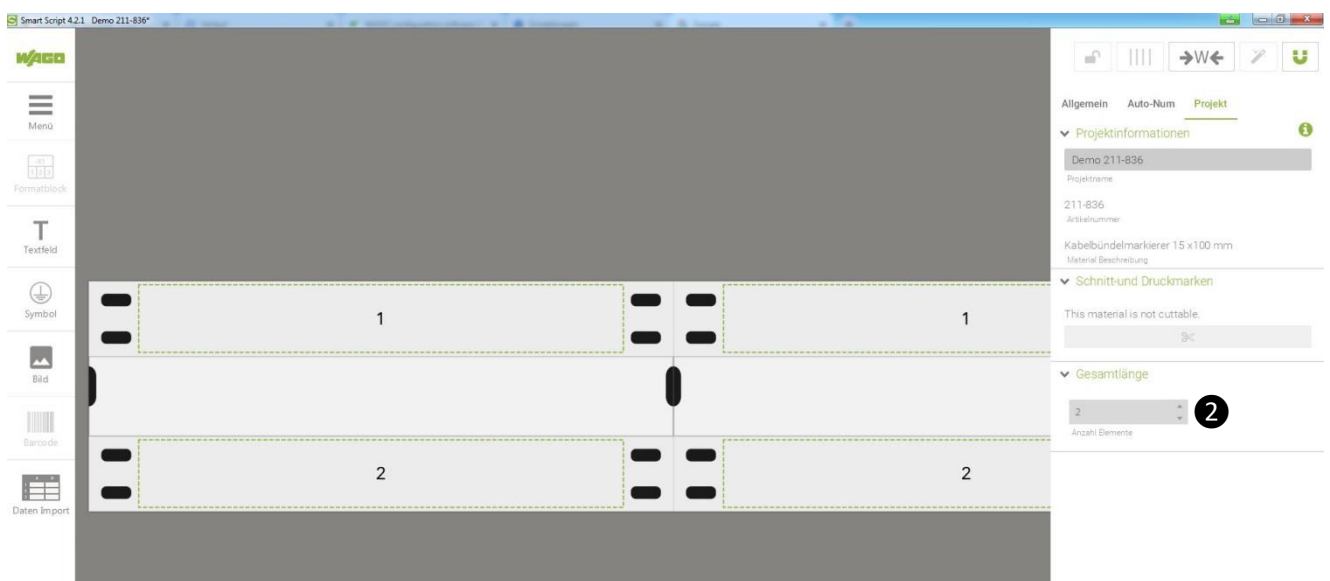 Smart Script 4.2.1 Demo 211-836*
WAGO
Menü
Formatblock
T
Textfeld
Symbol
Bild
Barcode
Daten Import
1
1
2
2
W
Allgemein Auto-Num Projekt
Projektinformationen
Demo 211-836
Projektname
211-836
Artikelnummer
Kabelbündelmarkierer 15 x100 mm
Material Beschreibung
Schnitt-und Druckmarken
This material is not cuttable.
Gesamtlänge
2
2
Anzahl Elemente